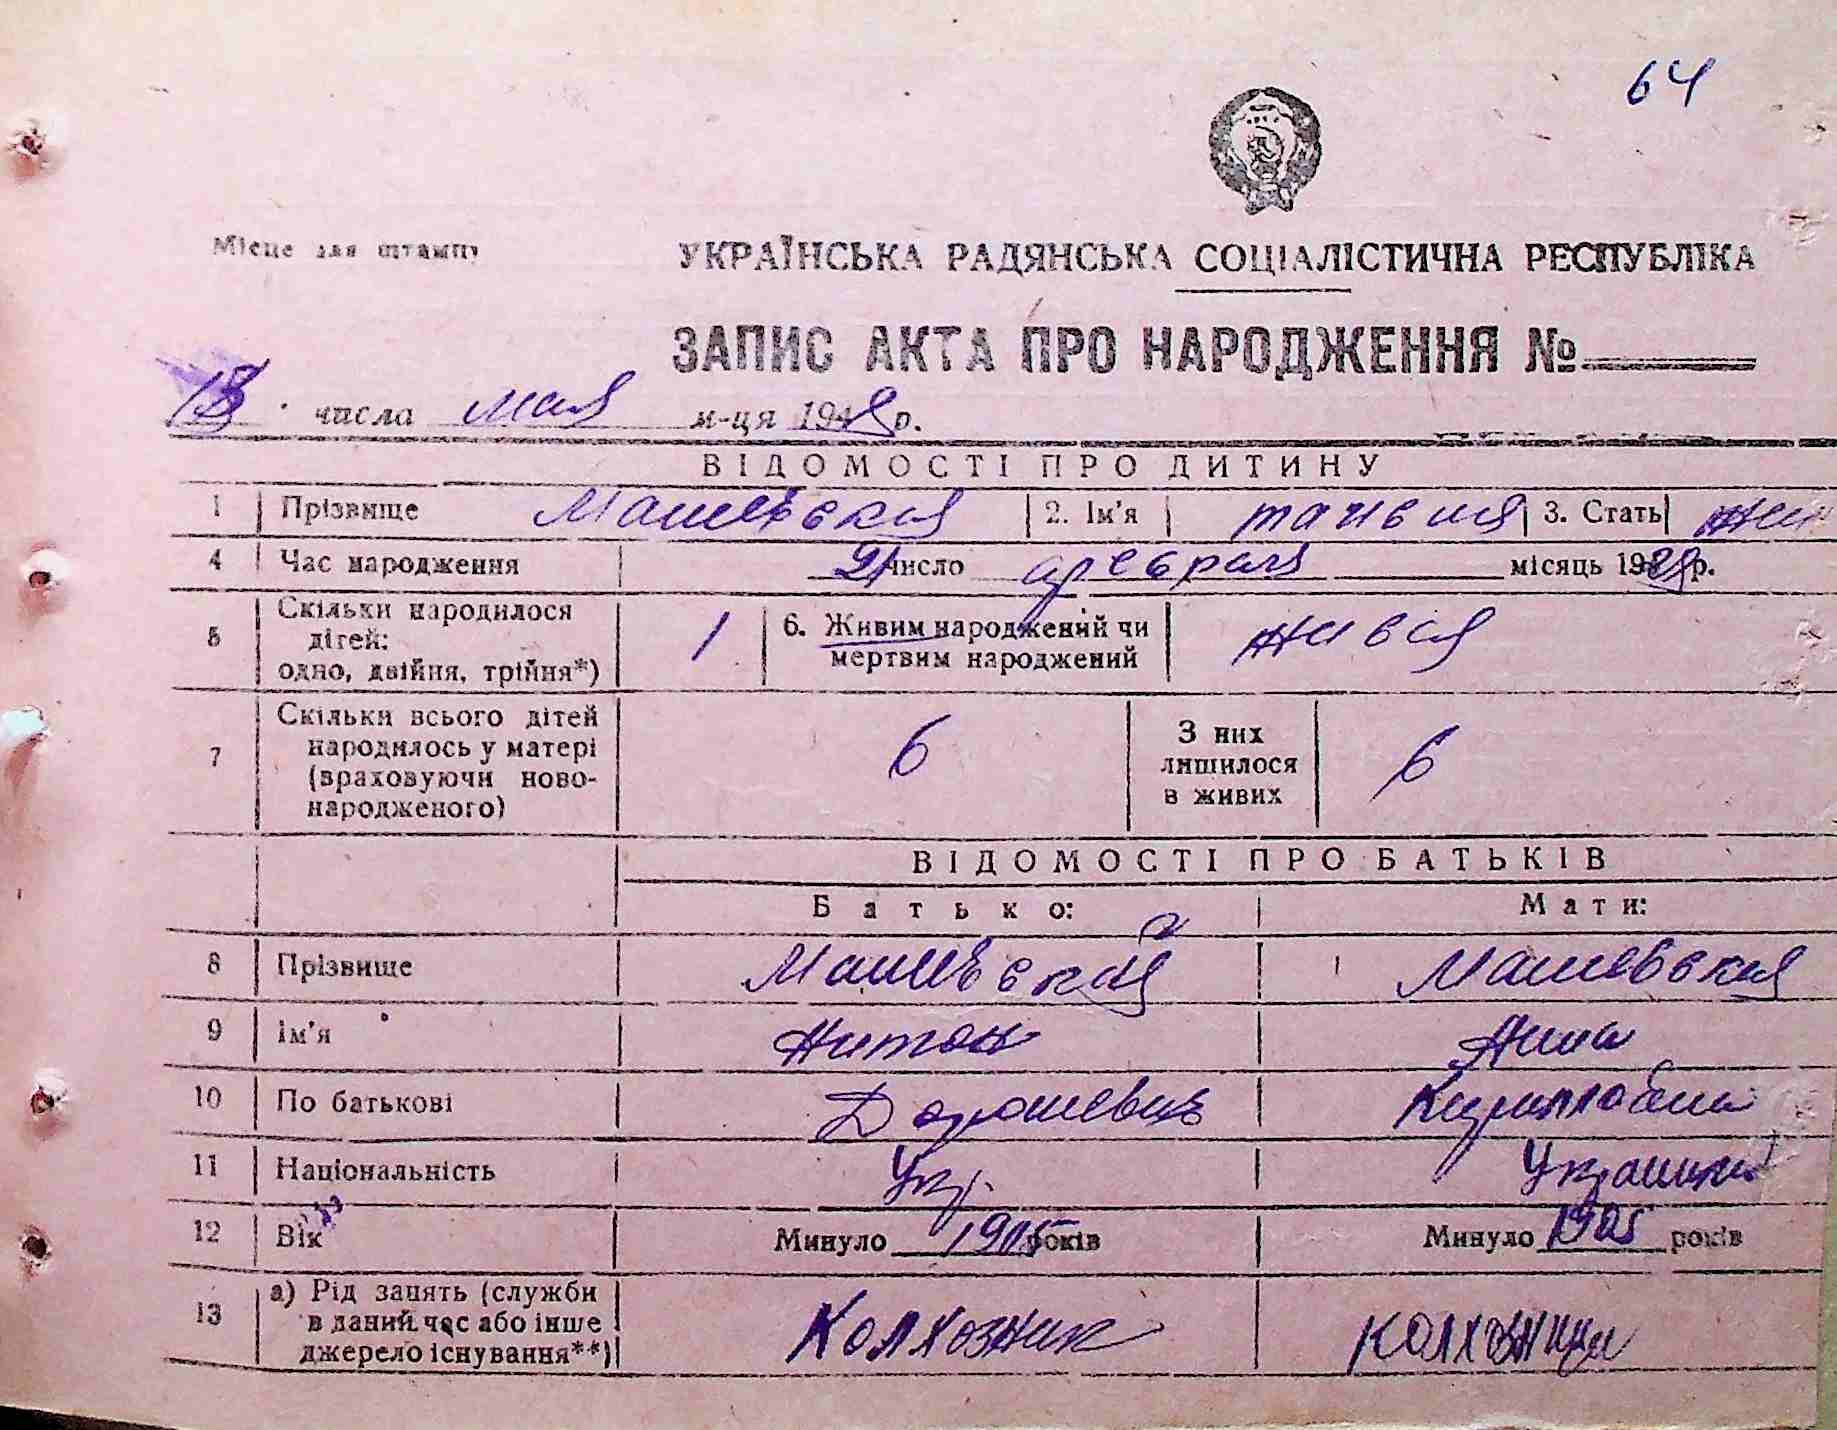 64
Місце для штампу
УКРАЇНСЬКА РАДЯНСЬКА СОЦІАЛІСТИЧНА РЕСПУБЛІКА
ЗАПИС АКТА ПРО НАРОДЖЕННЯ №
числа мая м-ця 194 р.
ВІДОМОСТІ ПРО ДИТИНУ
1 Прізвище Машевская 2. Ім'я 3. Стать жен
4 Час народження 21 число февраля місяць 19 р.
5 Скільки народилося дітей: одно, двійня, трійня*) 1 6. Живим народжений чи мертвим народжений живая
7 Скільки всього дітей народилось у матері (враховуючи новонародженого) 6 З них лишилося в живих 6
ВІДОМОСТІ ПРО БАТЬКІВ
Батько: Мати:
8 Прізвище Машевская
9 Ім'я Антон Анна
10 По батькові Дорошевич Кирилловна
11 Національність Укр.
12 Вік Минуло 1905 років Минуло 1905 років
13 а) Рід занять (служби в даний час або інше джерело існування**) Колхозник колхозница